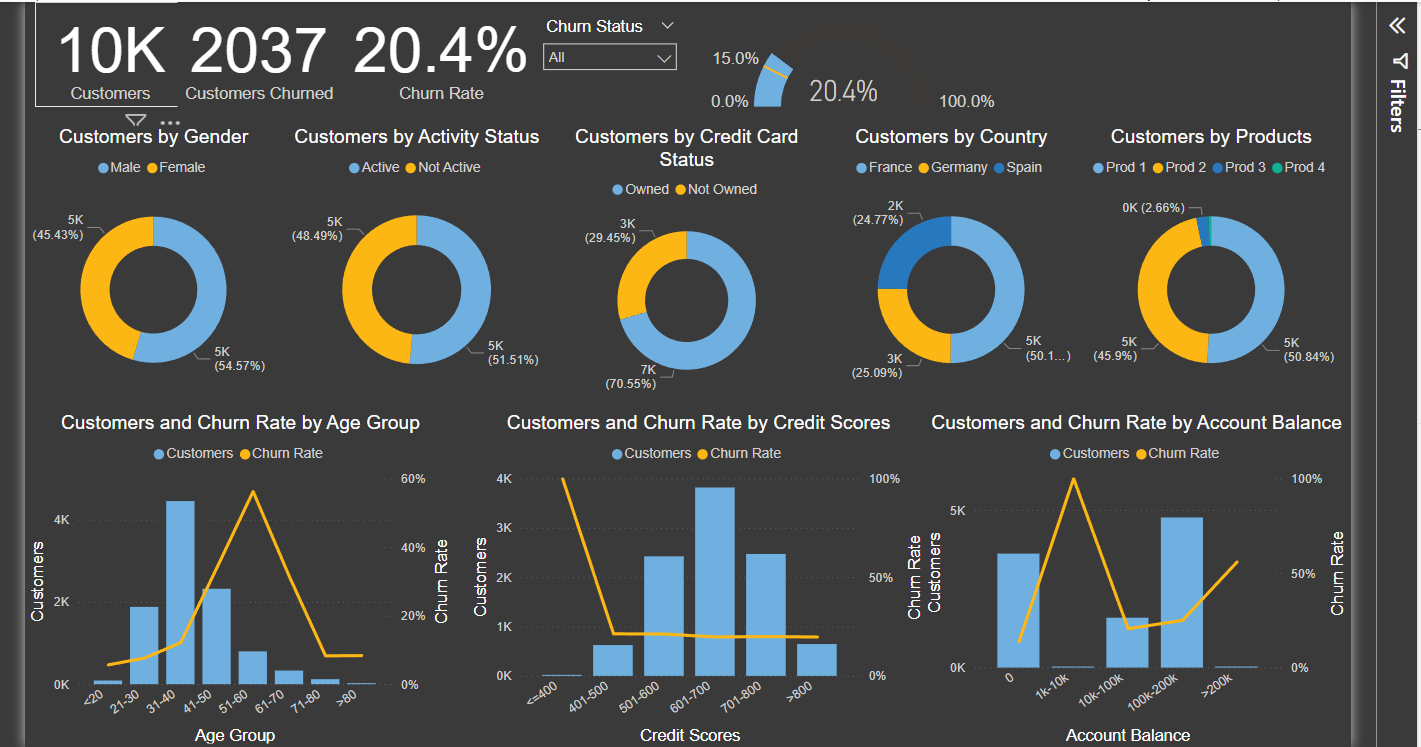 10K
Customers
2037
Customers Churned
20.4%
Churn Rate
Churn Status
All
15.0%
0.0%
20.4%
100.0%
Filters
Customers by Gender
Male Female
5K
(45.43%)
5K
(54.57%)
Customers by Activity Status
Active Not Active
5K
(48.49%)
5K
(51.51%)
Customers by Credit Card
Status
Owned Not Owned
3K
(29.45%)
7K
(70.55%)
Customers by Country
France Germany Spain
2K
(24.77%)
3K
(25.09%)
5K
(50.1...)
Customers by Products
Prod 1 Prod 2 Prod 3 Prod 4
0K (2.66%)
5K
(45.9%)
5K
(50.84%)
Customers and Churn Rate by Age Group
Customers Churn Rate
Customers
4K
2K
0K
60%
40%
20%
0%
Churn Rate
<20
21-30
31-40
41-50
51-60
61-70
71-80
>80
Age Group
Customers and Churn Rate by Credit Scores
Customers Churn Rate
Customers
4K
3K
2K
1K
0K
100%
50%
0%
Churn Rate
<=400
401-500
501-600
601-700
701-800
>800
Credit Scores
Customers and Churn Rate by Account Balance
Customers Churn Rate
Customers
5K
0K
100%
50%
0%
Churn Rate
0
1k-10k
10k-100k
100k-200k
>200k
Account Balance